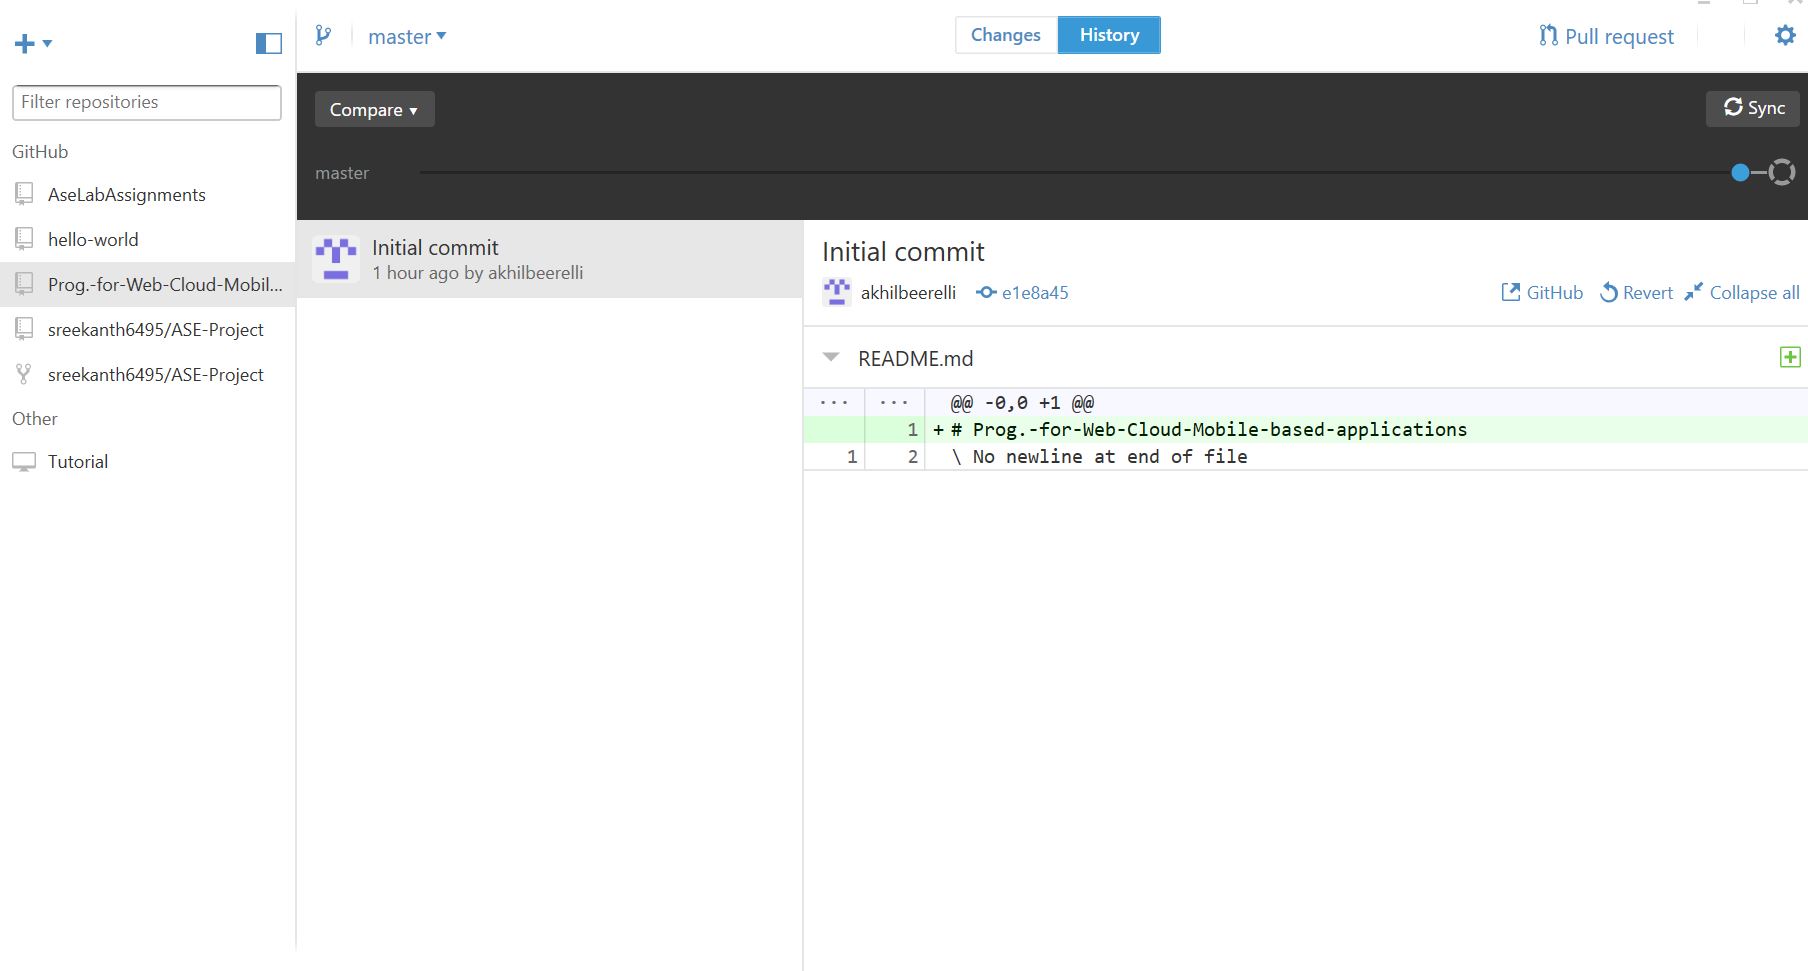 master
Changes
History
Pull request
Filter repositories
GitHub
AseLabAssignments
hello-world
Prog.-for-Web-Cloud-Mobil...
sreekanth6495/ASE-Project
sreekanth6495/ASE-Project
Other
Tutorial
Compare
Sync
master
Initial commit
1 hour ago by akhilbeerelli
Initial commit
akhilbeerelli e1e8a45
GitHub Revert Collapse all
README.md
... ... @@ -0,0 +1 @@
1 + # Prog.-for-Web-Cloud-Mobile-based-applications
1 2 \ No newline at end of file